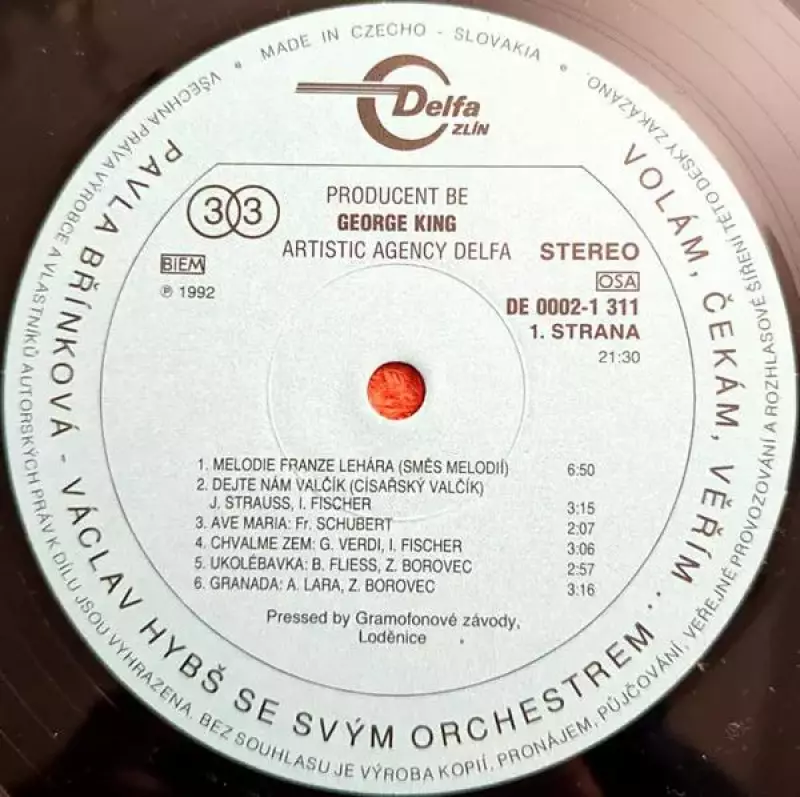 • MADE IN CZECHO - SLOVAKIA •
VŠECHNA PRÁVA VÝROBCE A VLASTNÍKŮ AUTORSKÝCH PRÁV K DÍLU JSOU VYHRAZENA. BEZ SOUHLASU JE VÝROBA KOPIÍ, PRONÁJEM, PŮJČOVÁNÍ, VEŘEJNÉ PROVOZOVÁNÍ A ROZHLASOVÉ ŠÍŘENÍ TÉTO DESKY ZAKÁZÁNO.
Delfa
ZLÍN
PAVLA BŘÍNKOVÁ - VÁCLAV HYBŠ SE SVÝM ORCHESTREM
VOLÁM, ČEKÁM, VĚŘÍM ..
33
PRODUCENT BE
GEORGE KING
ARTISTIC AGENCY DELFA
STEREO
BIEM
℗ 1992
OSA
DE 0002-1 311
1. STRANA
21:30
1. MELODIE FRANZE LEHÁRA (SMĚS MELODIÍ) 6:50
2. DEJTE NÁM VALČÍK (CÍSAŘSKÝ VALČÍK)
J. STRAUSS, I. FISCHER 3:15
3. AVE MARIA: Fr. SCHUBERT 2:07
4. CHVALME ZEM: G. VERDI, I. FISCHER 3:06
5. UKOLÉBAVKA: B. FLIESS, Z. BOROVEC 2:57
6. GRANADA: A. LARA, Z. BOROVEC 3:16
Pressed by Gramofonové závody,
Loděnice